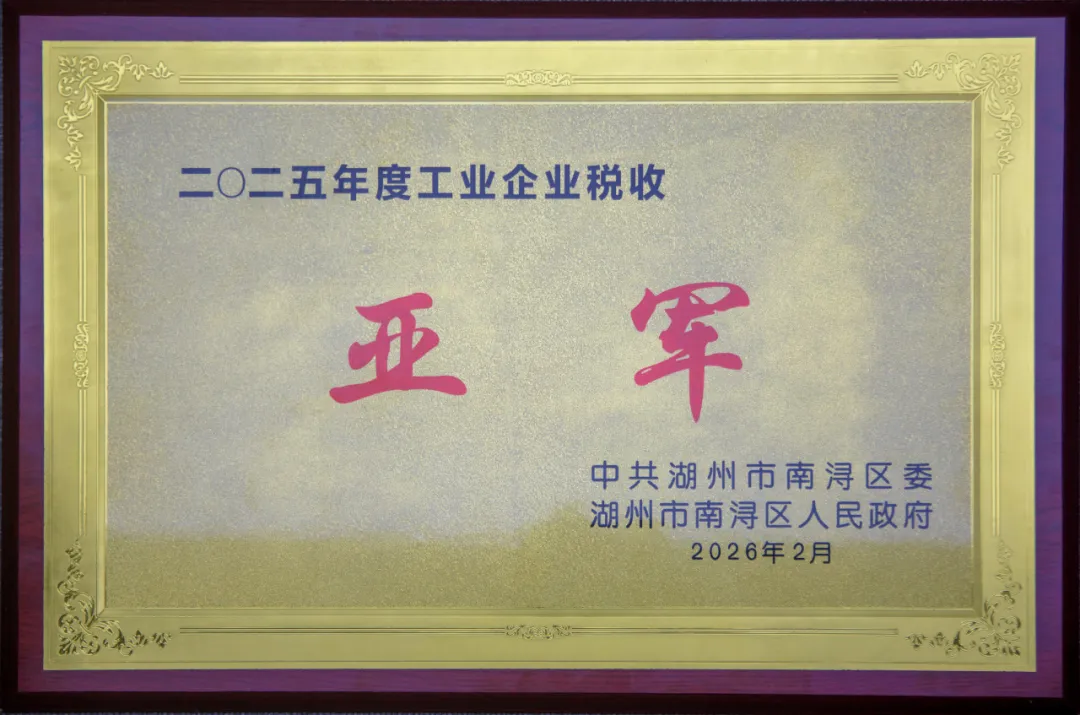 二〇二五年度工业企业税收
亚军
中共湖州市南浔区委
湖州市南浔区人民政府
2026年2月